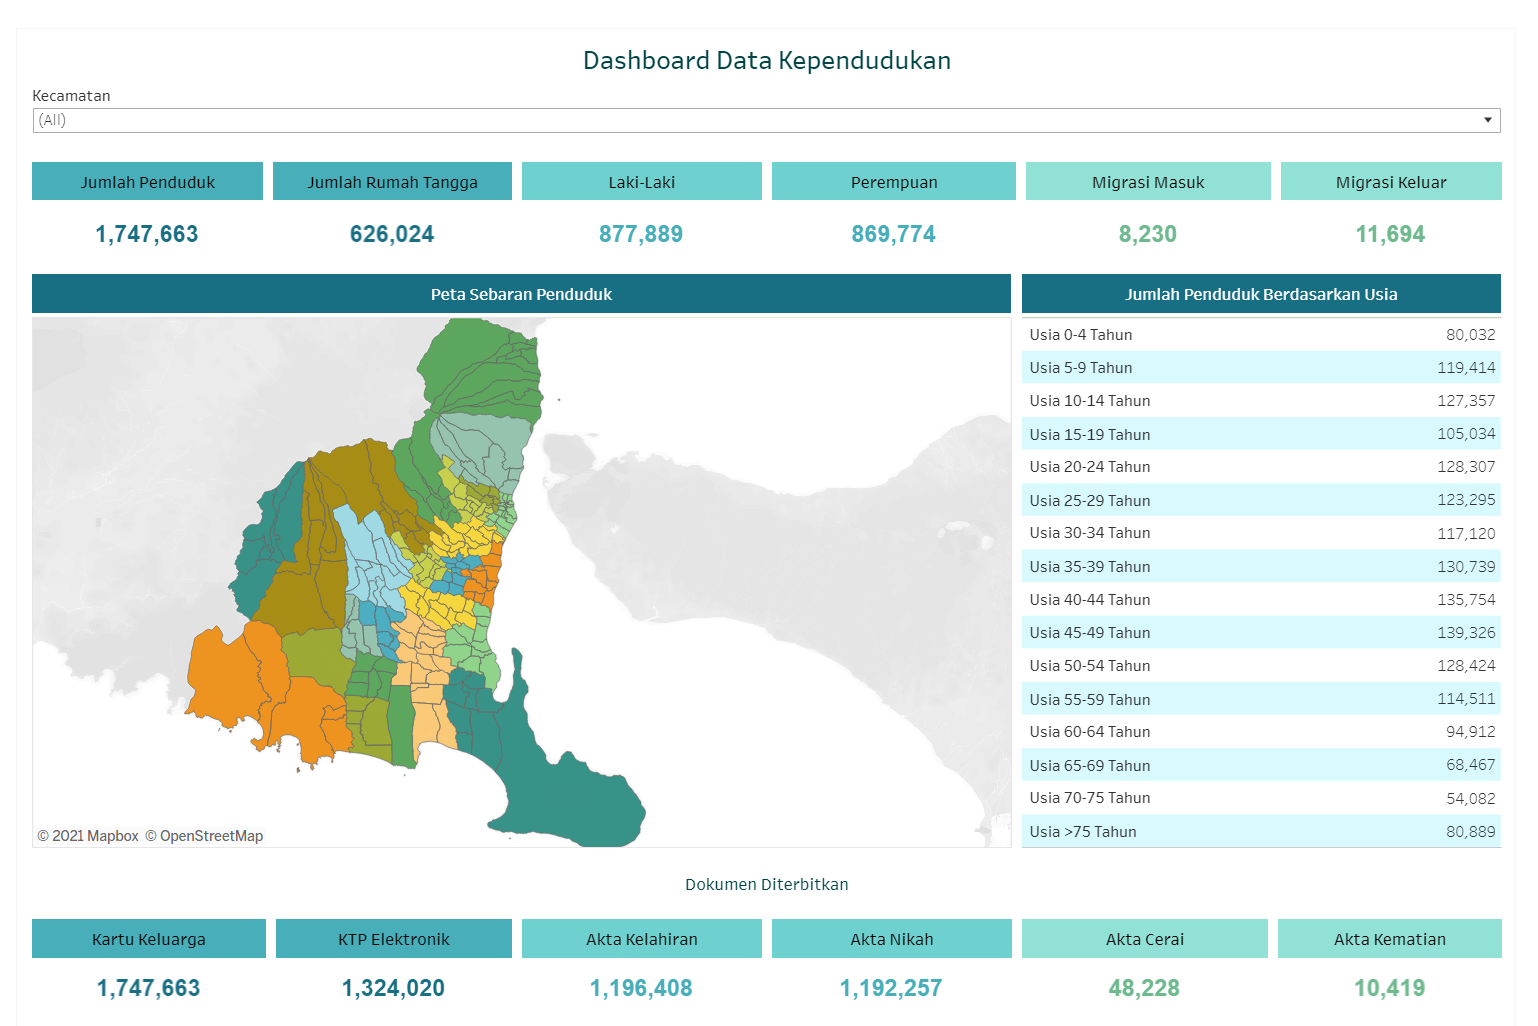 Dashboard Data Kependudukan
Kecamatan
(All)
Jumlah Penduduk
Jumlah Rumah Tangga
Laki-Laki
Perempuan
Migrasi Masuk
Migrasi Keluar
1,747,663
626,024
877,889
869,774
8,230
11,694
Peta Sebaran Penduduk
© 2021 Mapbox © OpenStreetMap
Jumlah Penduduk Berdasarkan Usia
Usia 0-4 Tahun 80,032
Usia 5-9 Tahun 119,414
Usia 10-14 Tahun 127,357
Usia 15-19 Tahun 105,034
Usia 20-24 Tahun 128,307
Usia 25-29 Tahun 123,295
Usia 30-34 Tahun 117,120
Usia 35-39 Tahun 130,739
Usia 40-44 Tahun 135,754
Usia 45-49 Tahun 139,326
Usia 50-54 Tahun 128,424
Usia 55-59 Tahun 114,511
Usia 60-64 Tahun 94,912
Usia 65-69 Tahun 68,467
Usia 70-75 Tahun 54,082
Usia >75 Tahun 80,889
Dokumen Diterbitkan
Kartu Keluarga
KTP Elektronik
Akta Kelahiran
Akta Nikah
Akta Cerai
Akta Kematian
1,747,663
1,324,020
1,196,408
1,192,257
48,228
10,419